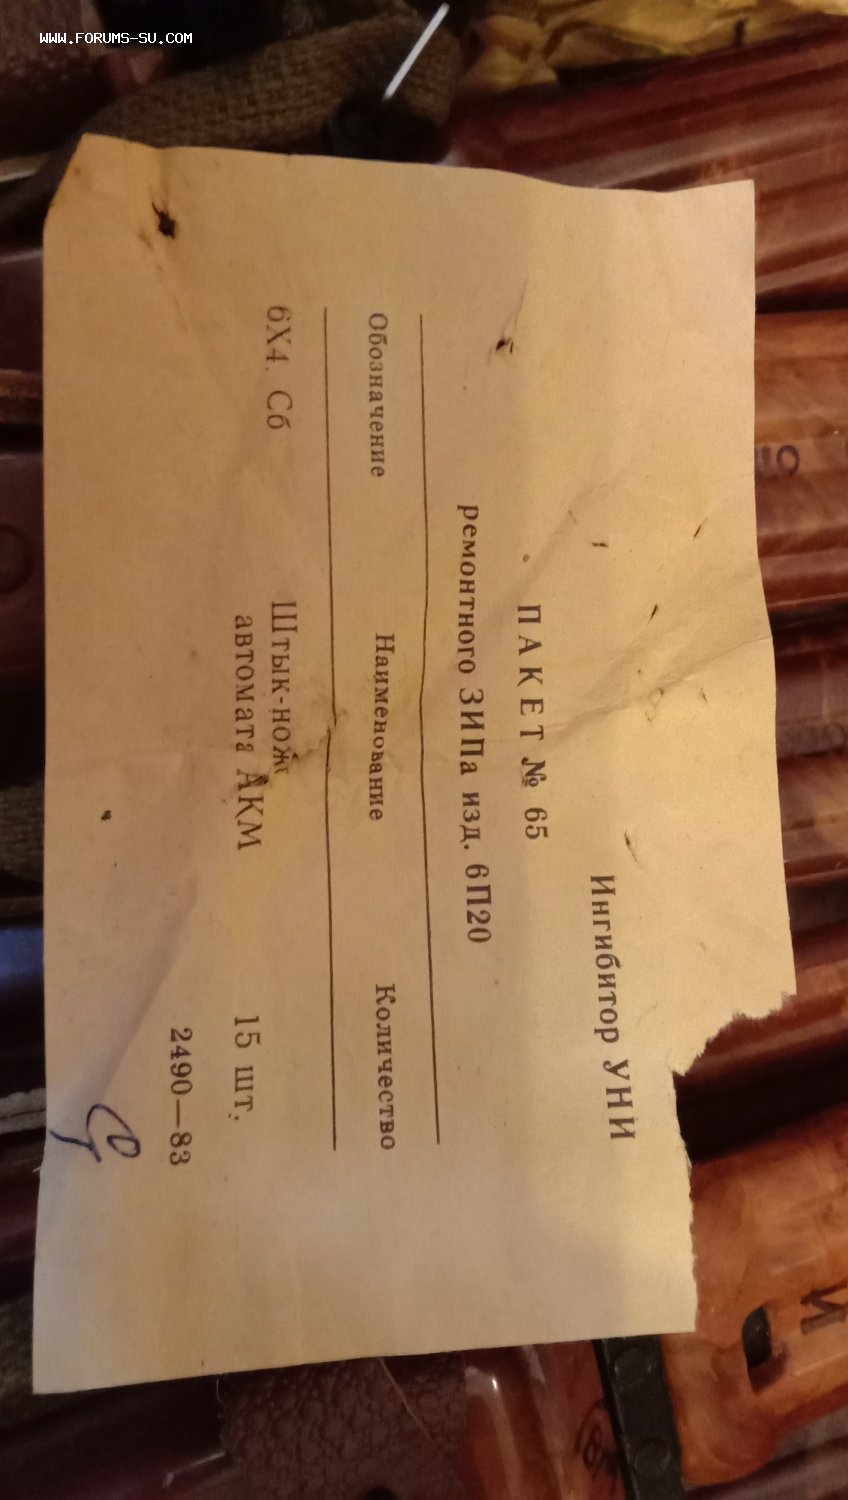 WWW.FORUMS-SU.COM
Ингибитор УНИ
ПАКЕТ № 65
ремонтного ЗИПа изд. 6П20
Обозначение Наименование Количество
6Х4. Сб Штык-нож
автомата АКМ 15 шт.
2490—83